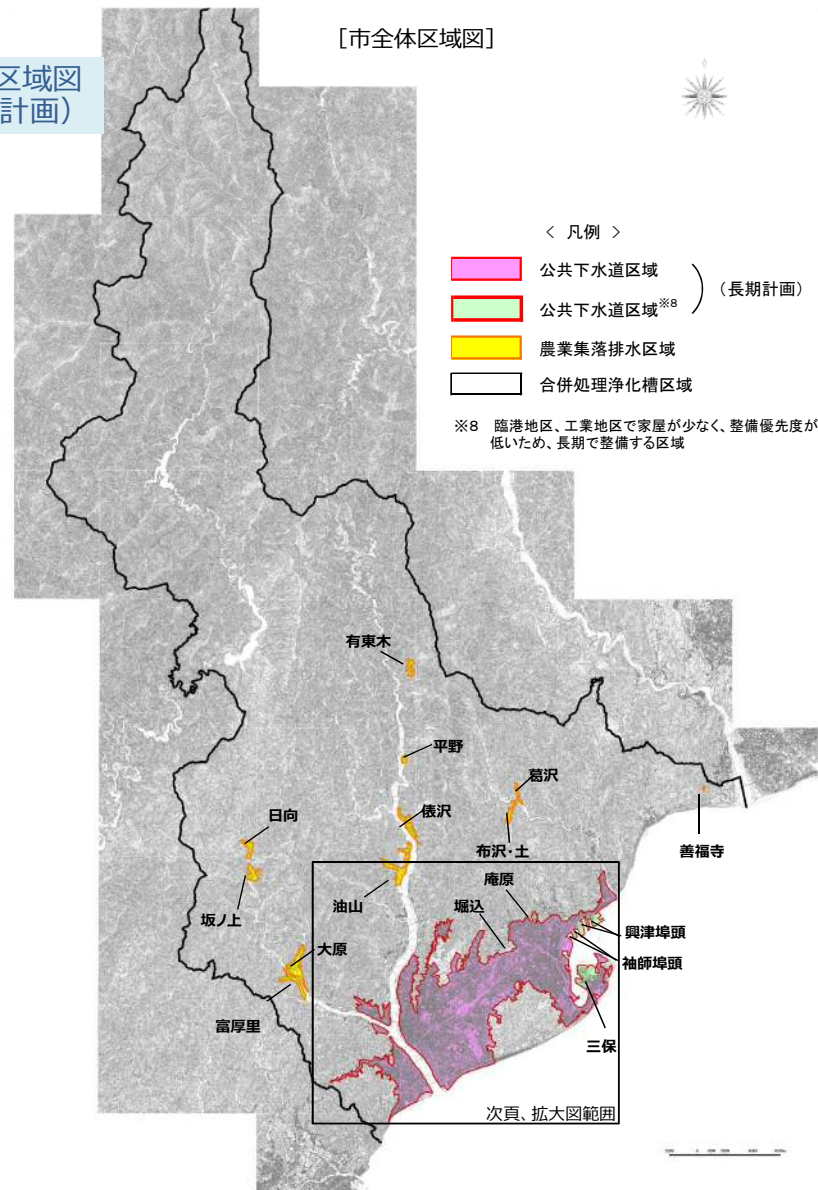 ［市全体区域図］
区域図
計画）
＜ 凡例 ＞
公共下水道区域
公共下水道区域※8
（長期計画）
農業集落排水区域
合併処理浄化槽区域
※8 臨港地区、工業地区で家屋が少なく、整備優先度が
低いため、長期で整備する区域
有東木
平野
葛沢
俵沢
日向
布沢・土
善福寺
油山
庵原
坂ノ上
堀込
興津埠頭
大原
袖師埠頭
富厚里
三保
次頁、拡大図範囲